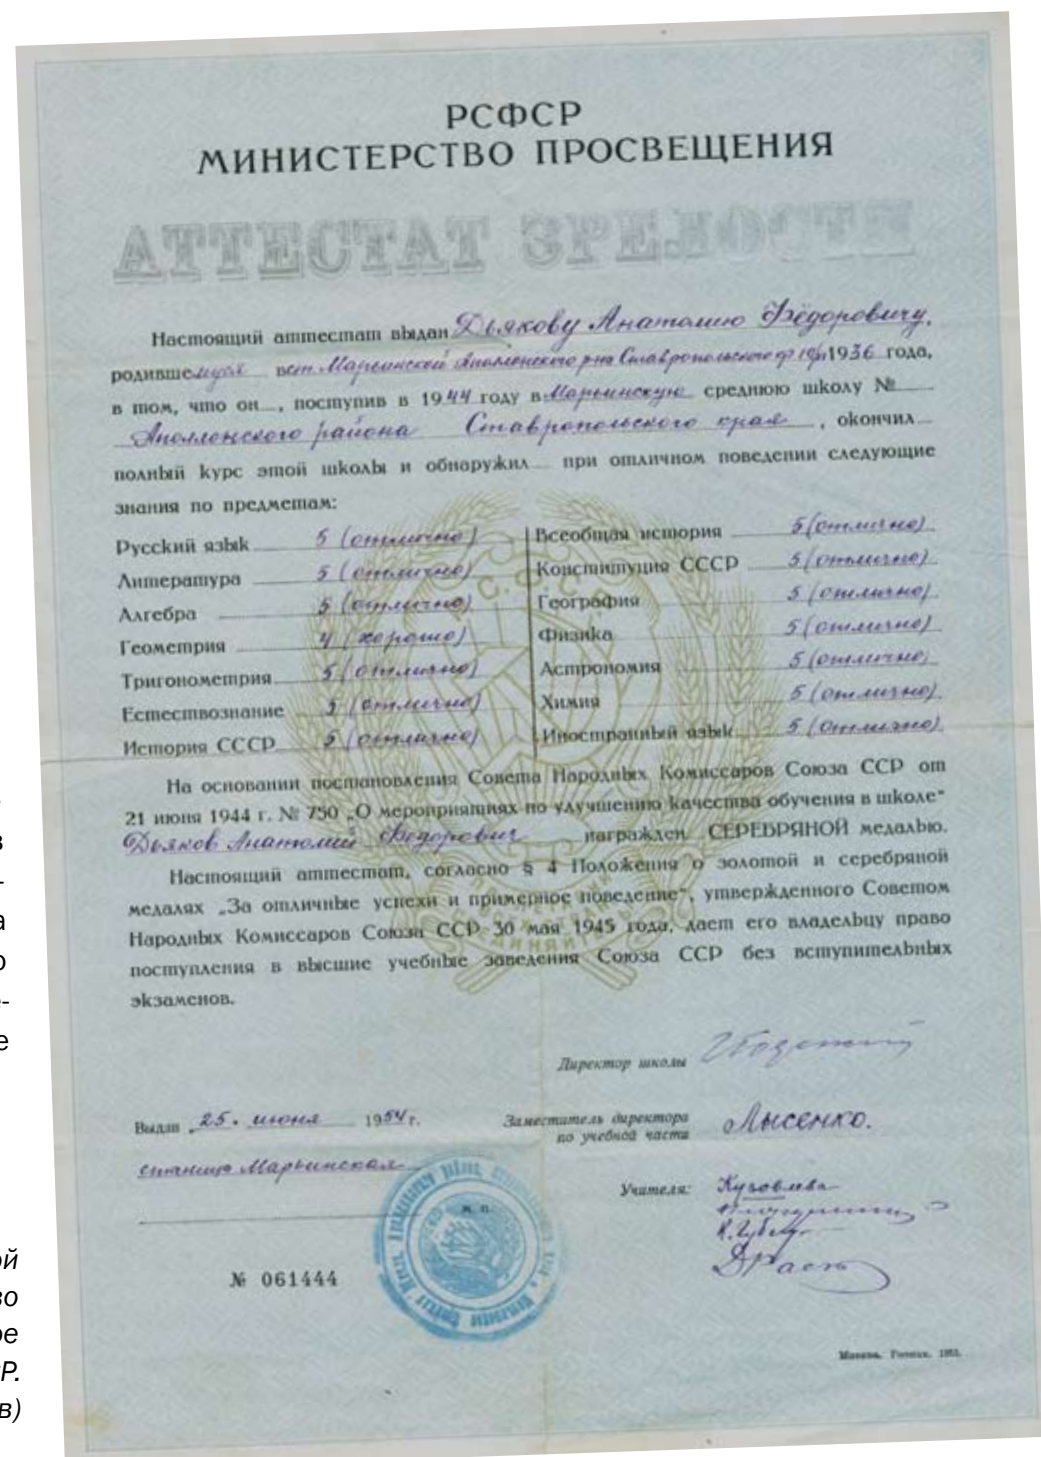 РСФСР
МИНИСТЕРСТВО ПРОСВЕЩЕНИЯ
АТТЕСТАТ ЗРЕЛОСТИ
Настоящий аттестат выдан Дьякову Анатолию Фёдоровичу,
родившемуся в ст. Марьинской Аполлонского р-на Ставропольского 1936 года,
в том, что он , поступив в 1944 году в Марьинскую среднюю школу №
Аполлонского района Ставропольского края , окончил
полный курс этой школы и обнаружил при отличном поведении следующие
знания по предметам:
Русский язык 5 (отлично)
Литература 5 (отлично)
Алгебра 5 (отлично)
Геометрия 4 (хорошо)
Тригонометрия 5 (отлично)
Естествознание 5 (отлично)
История СССР 5 (отлично)
Всеобщая история 5 (отлично)
Конституция СССР 5 (отлично)
География 5 (отлично)
Физика 5 (отлично)
Астрономия 5 (отлично)
Химия 5 (отлично)
Иностранный язык 5 (отлично)
На основании постановления Совета Народных Комиссаров Союза ССР от
21 июня 1944 г. № 750 „О мероприятиях по улучшению качества обучения в школе“
Дьяков Анатолий Фёдорович награжден СЕРЕБРЯНОЙ медалью.
Настоящий аттестат, согласно § 4 Положения о золотой и серебряной
медалях „За отличные успехи и примерное поведение“, утвержденного Советом
Народных Комиссаров Союза ССР 30 мая 1945 года, дает его владельцу право
поступления в высшие учебные заведения Союза ССР без вступительных
экзаменов.
Директор школы
Выдан „25. июня 1954 г.
Заместитель директора
по учебной части Лысенко.
станица Марьинская
Учителя: Кузовлева
м. п.
№ 061444
Москва. Гознак. 1953.